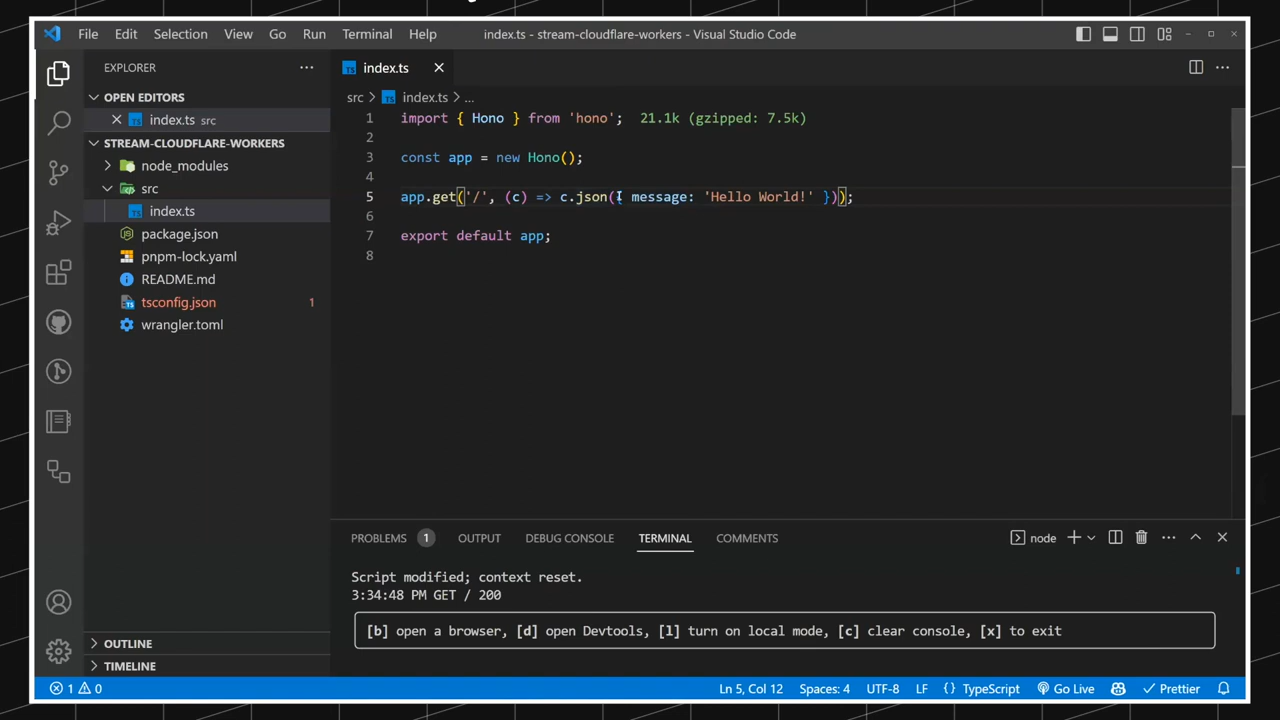 File Edit Selection View Go Run Terminal Help
index.ts - stream-cloudflare-workers - Visual Studio Code
EXPLORER
OPEN EDITORS
index.ts src
STREAM-CLOUDFLARE-WORKERS
node_modules
src
index.ts
package.json
pnpm-lock.yaml
README.md
tsconfig.json 1
wrangler.toml
OUTLINE
TIMELINE
index.ts
src > index.ts > ...
1 import { Hono } from 'hono'; 21.1k (gzipped: 7.5k)
2
3 const app = new Hono();
4
5 app.get('/', (c) => c.json({ message: 'Hello World!' }));
6
7 export default app;
8
PROBLEMS 1 OUTPUT DEBUG CONSOLE TERMINAL COMMENTS
node
Script modified; context reset.
3:34:48 PM GET / 200
[b] open a browser, [d] open Devtools, [l] turn on local mode, [c] clear console, [x] to exit
1 0
Ln 5, Col 12 Spaces: 4 UTF-8 LF { } TypeScript Go Live Prettier